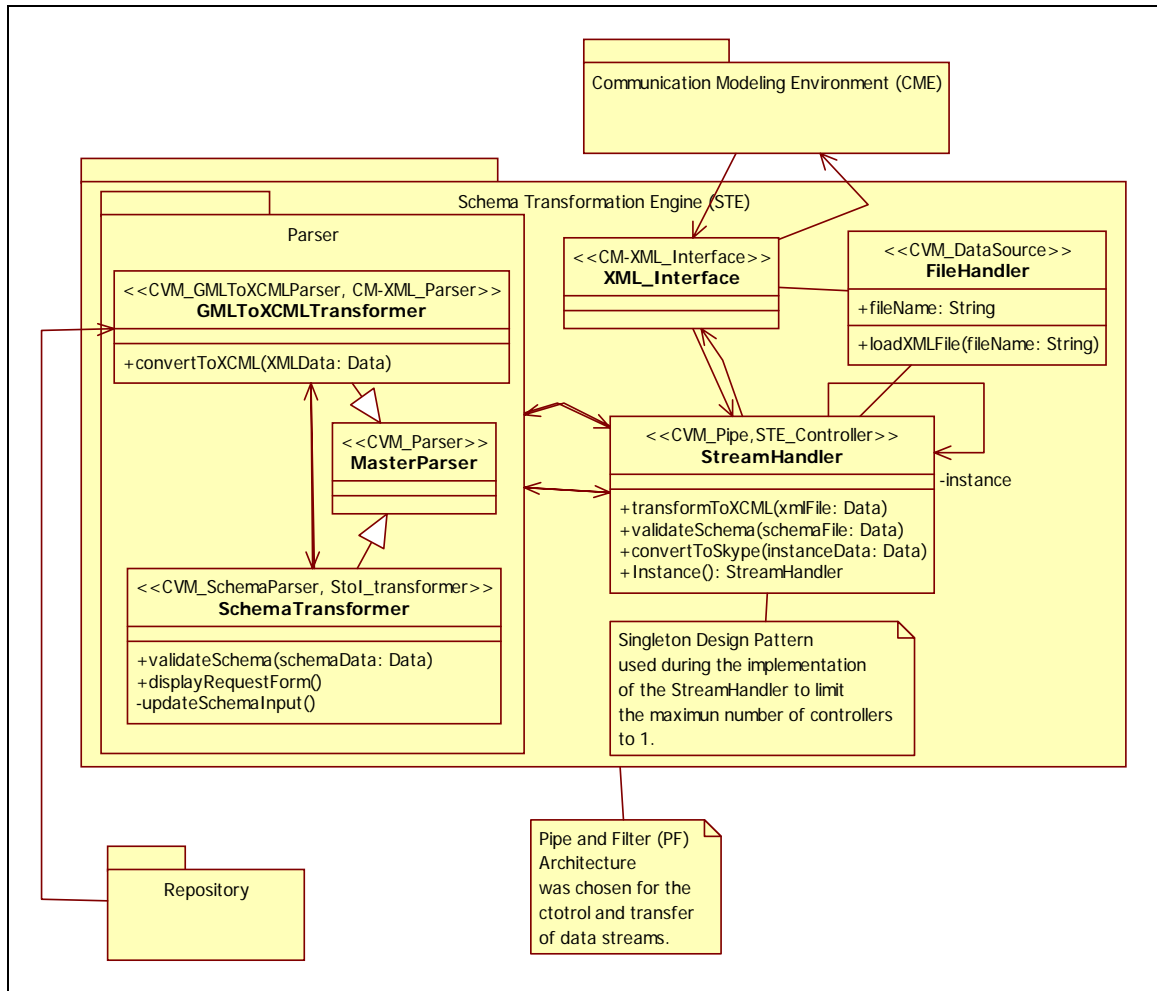 Communication Modeling Environment (CME)
Schema Transformation Engine (STE)
Parser
<<CVM_GMLToXCMLParser, CM-XML_Parser>>
GMLToXCMLTransformer
+convertToXCML(XMLData: Data)
<<CVM_Parser>>
MasterParser
<<CVM_SchemaParser, StoI_transformer>>
SchemaTransformer
+validateSchema(schemaData: Data)
+displayRequestForm()
-updateSchemaInput()
<<CM-XML_Interface>>
XML_Interface
<<CVM_DataSource>>
FileHandler
+fileName: String
+loadXMLFile(fileName: String)
<<CVM_Pipe,STE_Controller>>
StreamHandler
-instance
+transformToXCML(xmlFile: Data)
+validateSchema(schemaFile: Data)
+convertToSkype(instanceData: Data)
+Instance(): StreamHandler
Singleton Design Pattern
used during the implementation
of the StreamHandler to limit
the maximun number of controllers
to 1.
Pipe and Filter (PF)
Architecture
was chosen for the
ctotrol and transfer
of data streams.
Repository